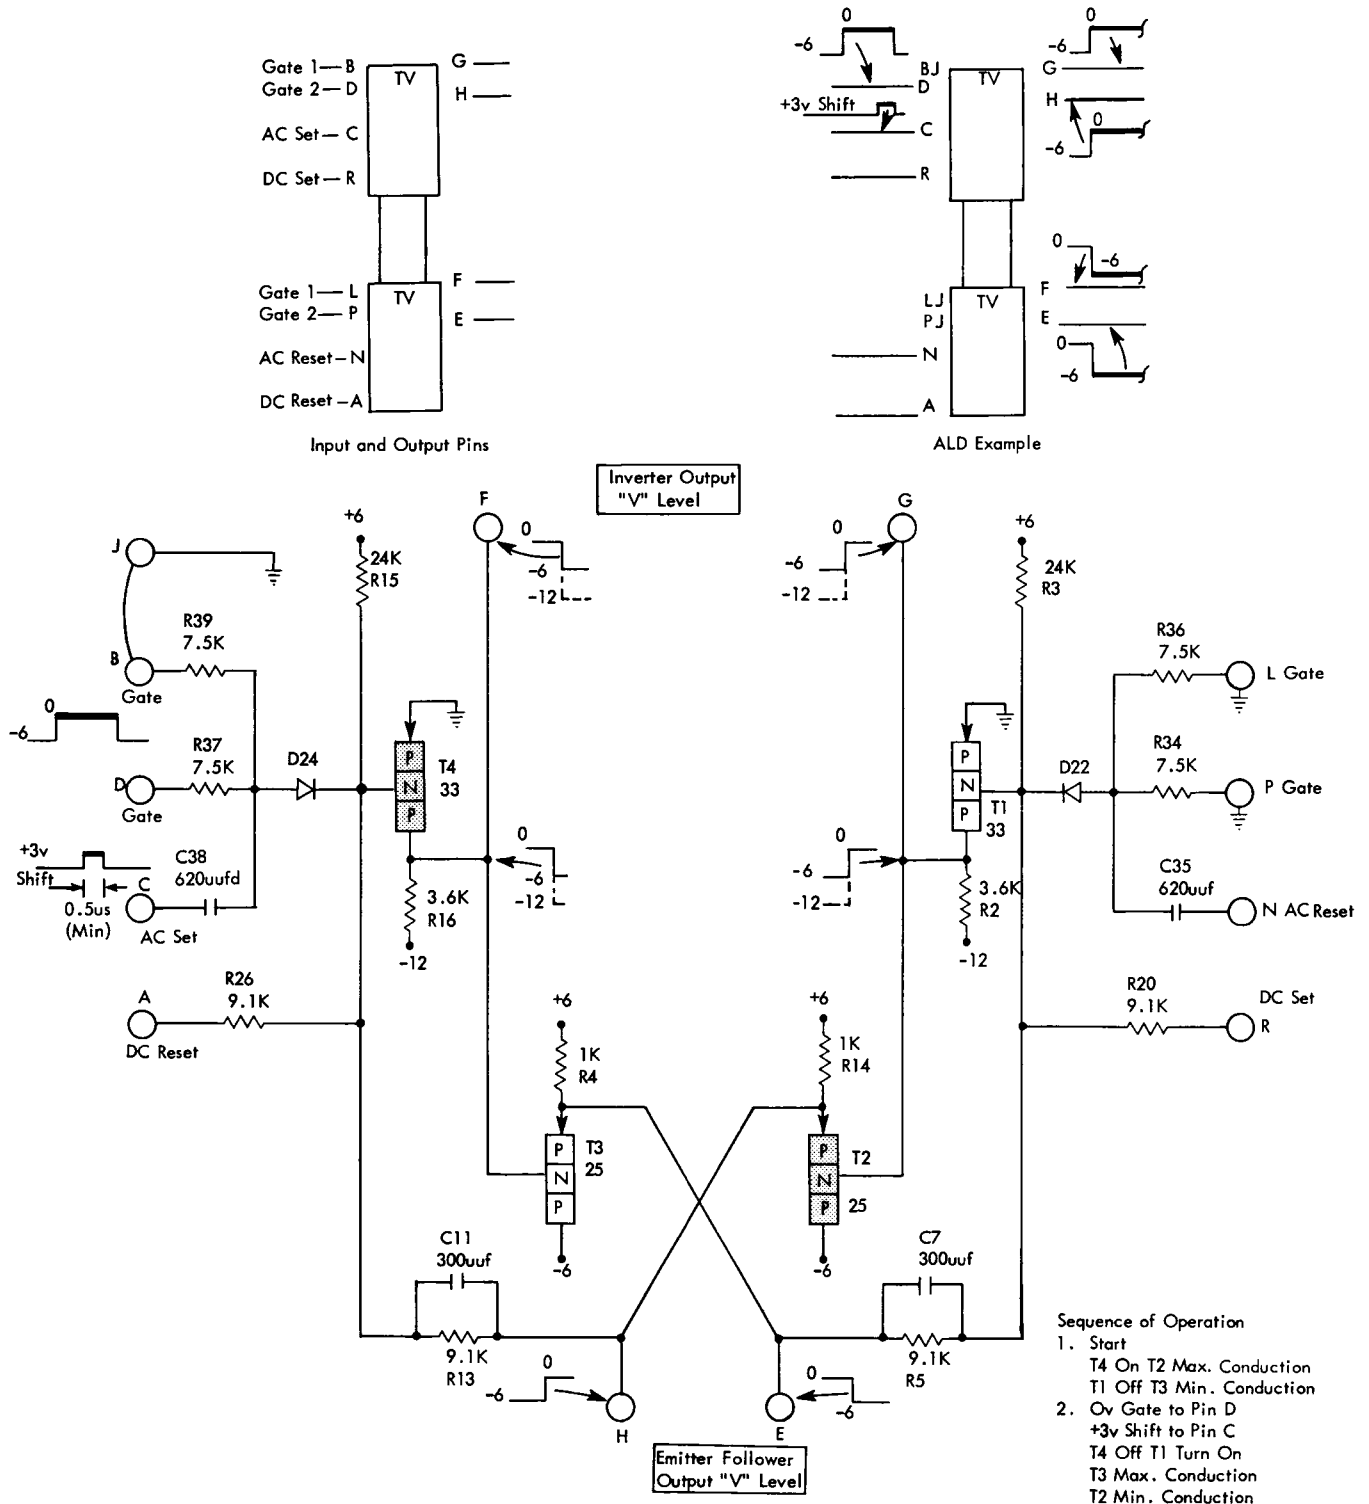 Gate 1— B
Gate 2— D
AC Set— C
DC Set— R
TV
G
H
Gate 1— L
Gate 2— P
AC Reset— N
DC Reset —A
TV
F
E
Input and Output Pins
0
-6
BJ
D
+3v Shift
C
R
TV
0
-6
G
H
0
-6
LJ
PJ
N
A
TV
0
-6
F
E
0
-6
ALD Example
Inverter Output
"V" Level
F
0
-6
-12
G
0
-6
-12
+6
24K
R15
+6
24K
R3
J
R39
7.5K
B
Gate
0
-6
R37
7.5K
D
Gate
D24
P
N
P
T4
33
+3v
Shift
0.5us
(Min)
C
AC Set
C38
620uufd
3.6K
R16
-12
0
-6
-12
0
-6
-12
P
N
P
T1
33
3.6K
R2
-12
D22
R36
7.5K
L Gate
R34
7.5K
P Gate
C35
620uuf
N AC Reset
A
DC Reset
R26
9.1K
R20
9.1K
DC Set
R
+6
1K
R4
+6
1K
R14
P
N
P
T3
25
-6
P
N
P
T2
25
-6
C11
300uuf
9.1K
R13
C7
300uuf
9.1K
R5
0
-6
H
E
0
-6
Emitter Follower
Output "V" Level
Sequence of Operation
1. Start
T4 On T2 Max. Conduction
T1 Off T3 Min. Conduction
2. Ov Gate to Pin D
+3v Shift to Pin C
T4 Off T1 Turn On
T3 Max. Conduction
T2 Min. Conduction